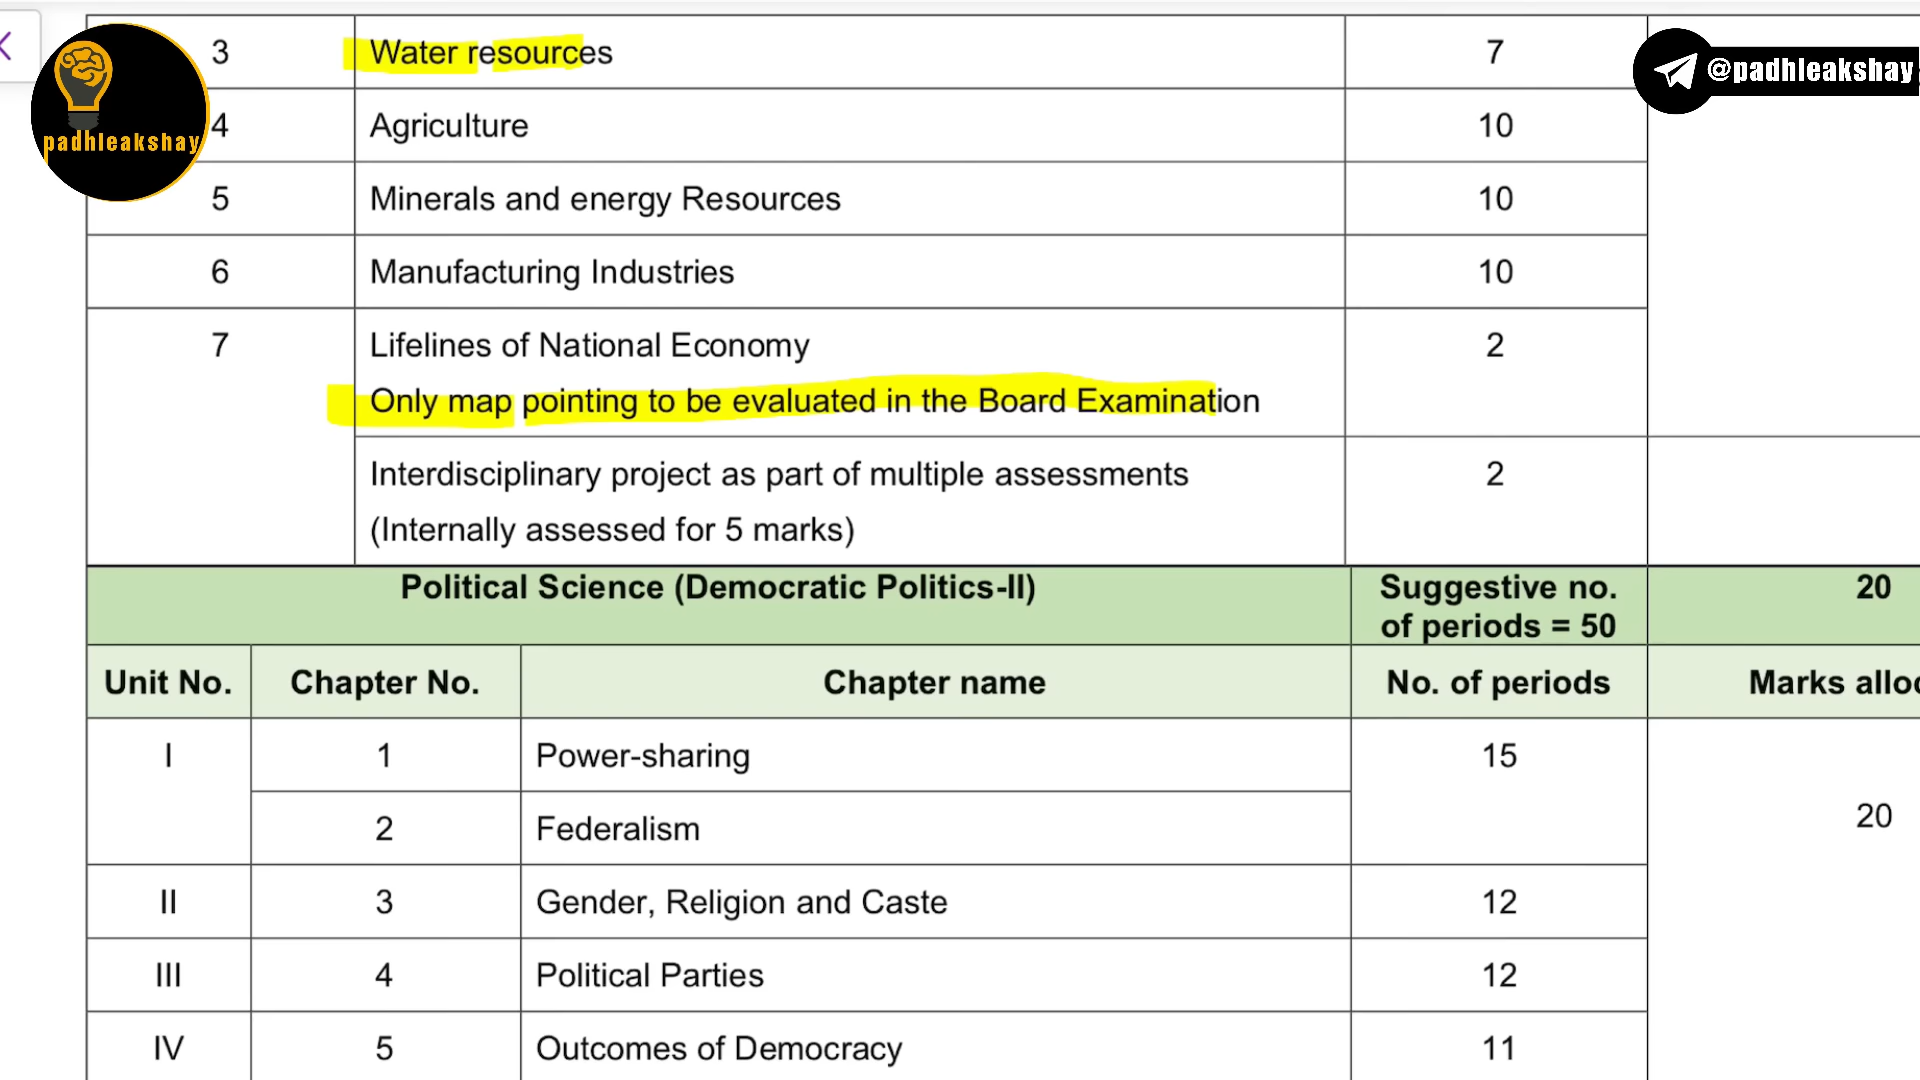 3 Water resources 7
@padhleakshay
padhleakshay
4 Agriculture 10
5 Minerals and energy Resources 10
6 Manufacturing Industries 10
7 Lifelines of National Economy 2
Only map pointing to be evaluated in the Board Examination
Interdisciplinary project as part of multiple assessments 2
(Internally assessed for 5 marks)
Political Science (Democratic Politics-II) Suggestive no. 20
of periods = 50
Unit No. Chapter No. Chapter name No. of periods Marks alloc
I 1 Power-sharing 15
20
2 Federalism
II 3 Gender, Religion and Caste 12
III 4 Political Parties 12
IV 5 Outcomes of Democracy 11